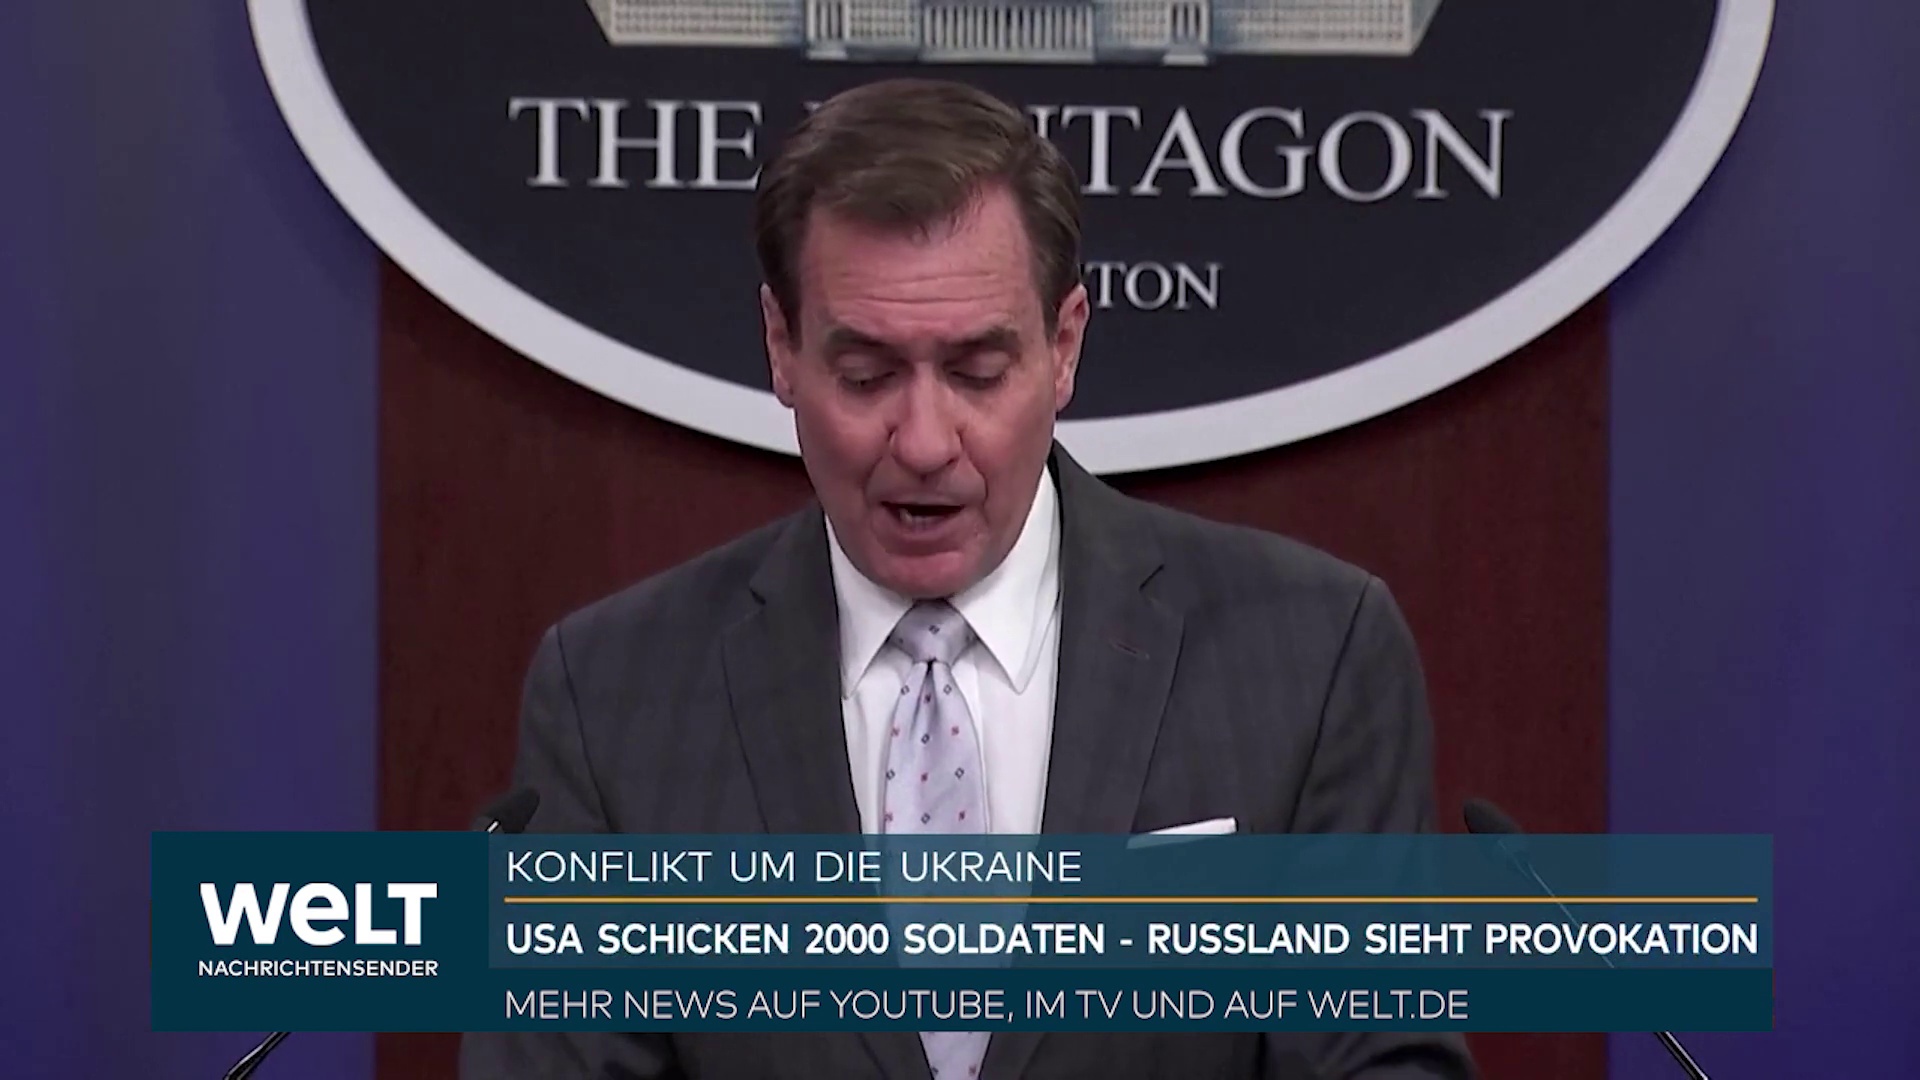 THE TAGON
TON
KONFLIKT UM DIE UKRAINE
USA SCHICKEN 2000 SOLDATEN - RUSSLAND SIEHT PROVOKATION
MEHR NEWS AUF YOUTUBE, IM TV UND AUF WELT.DE
WELT
NACHRICHTENSENDER